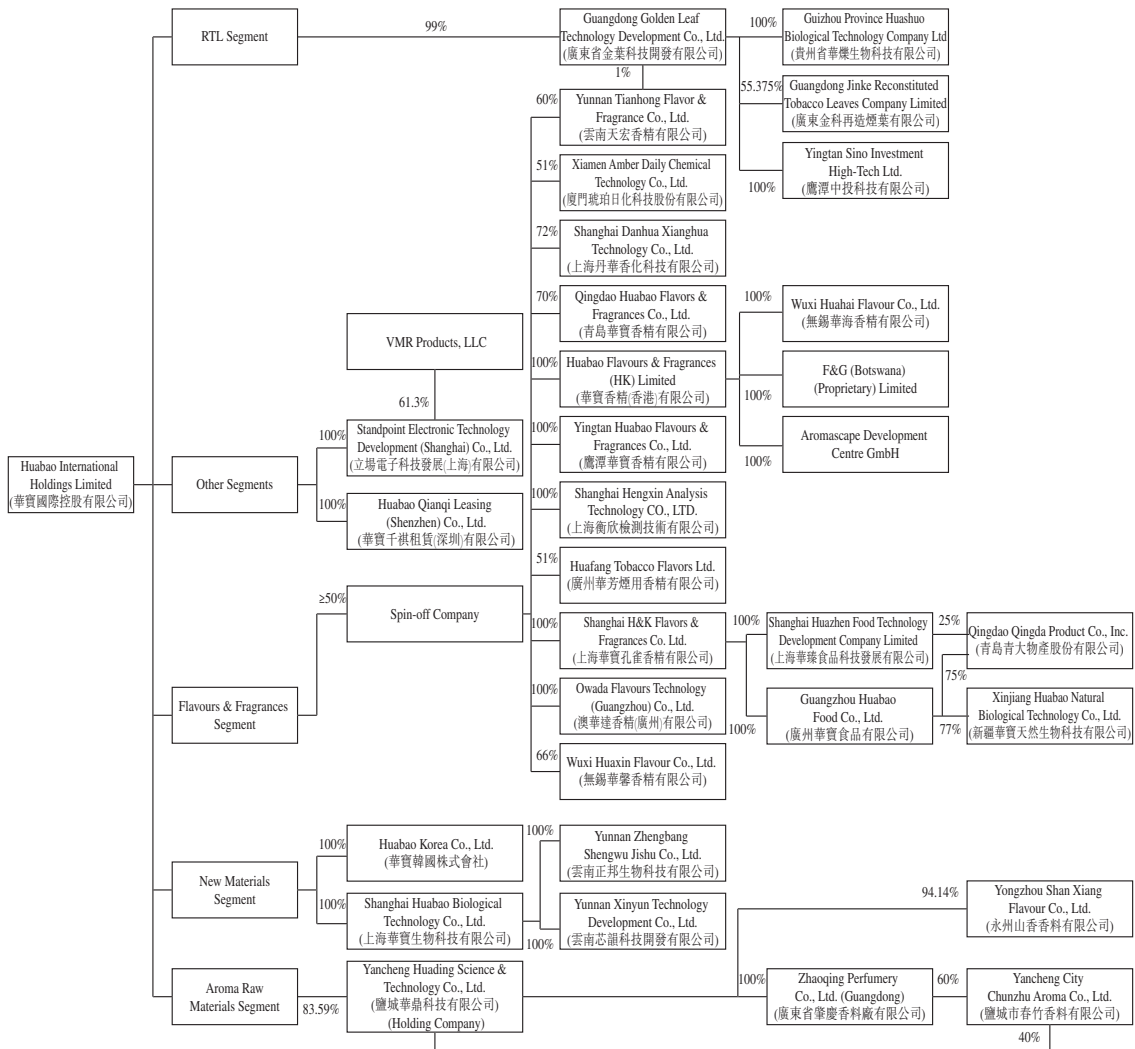 RTL Segment
99%
Guangdong Golden Leaf
Technology Development Co., Ltd.
(廣東省金葉科技開發有限公司)
1%
100%
Guizhou Province Huashuo
Biological Technology Company Ltd
(貴州省華爍生物科技有限公司)
55.375%
Guangdong Jinke Reconstituted
Tobacco Leaves Company Limited
(廣東金科再造煙葉有限公司)
100%
Yingtan Sino Investment
High-Tech Ltd.
(鷹潭中投科技有限公司)
60%
Yunnan Tianhong Flavor &
Fragrance Co., Ltd.
(雲南天宏香精有限公司)
51%
Xiamen Amber Daily Chemical
Technology Co., Ltd.
(廈門琥珀日化科技股份有限公司)
72%
Shanghai Danhua Xianghua
Technology Co., Ltd.
(上海丹華香化科技有限公司)
70%
Qingdao Huabao Flavors &
Fragrances Co., Ltd.
(青島華寶香精有限公司)
100%
Huabao Flavours & Fragrances
(HK) Limited
(華寶香精(香港)有限公司)
100%
Wuxi Huahai Flavour Co., Ltd.
(無錫華海香精有限公司)
100%
F&G (Botswana)
(Proprietary) Limited
100%
Aromascape Development
Centre GmbH
VMR Products, LLC
61.3%
100%
Standpoint Electronic Technology
Development (Shanghai) Co., Ltd.
(立場電子科技發展(上海)有限公司)
100%
Yingtan Huabao Flavours &
Fragrances Co., Ltd.
(鷹潭華寶香精有限公司)
Huabao International
Holdings Limited
(華寶國際控股有限公司)
Other Segments
100%
Huabao Qianqi Leasing
(Shenzhen) Co., Ltd.
(華寶千祺租賃(深圳)有限公司)
100%
Shanghai Hengxin Analysis
Technology CO., LTD.
(上海衡欣檢測技術有限公司)
51%
Huafang Tobacco Flavors Ltd.
(廣州華芳煙用香精有限公司)
≥50%
Spin-off Company
100%
Shanghai H&K Flavors &
Fragrances Co. Ltd.
(上海華寶孔雀香精有限公司)
100%
Shanghai Huazhen Food Technology
Development Company Limited
(上海華臻食品科技發展有限公司)
25%
Qingdao Qingda Product Co., Inc.
(青島青大物產股份有限公司)
75%
Flavours & Fragrances
Segment
100%
Owada Flavours Technology
(Guangzhou) Co., Ltd.
(澳華達香精(廣州)有限公司)
100%
Guangzhou Huabao
Food Co., Ltd.
(廣州華寶食品有限公司)
77%
Xinjiang Huabao Natural
Biological Technology Co., Ltd.
(新疆華寶天然生物科技有限公司)
66%
Wuxi Huaxin Flavour Co., Ltd.
(無錫華馨香精有限公司)
New Materials
Segment
100%
Huabao Korea Co., Ltd.
(華寶韓國株式會社)
100%
Shanghai Huabao Biological
Technology Co., Ltd.
(上海華寶生物科技有限公司)
100%
Yunnan Zhengbang
Shengwu Jishu Co., Ltd.
(雲南正邦生物科技有限公司)
100%
Yunnan Xinyun Technology
Development Co., Ltd.
(雲南芯韻科技開發有限公司)
94.14%
Yongzhou Shan Xiang
Flavour Co., Ltd.
(永州山香香料有限公司)
Aroma Raw
Materials Segment
83.59%
Yancheng Huading Science &
Technology Co., Ltd.
(鹽城華鼎科技有限公司)
(Holding Company)
100%
Zhaoqing Perfumery
Co., Ltd. (Guangdong)
(廣東省肇慶香料廠有限公司)
60%
Yancheng City
Chunzhu Aroma Co., Ltd.
(鹽城市春竹香料有限公司)
40%